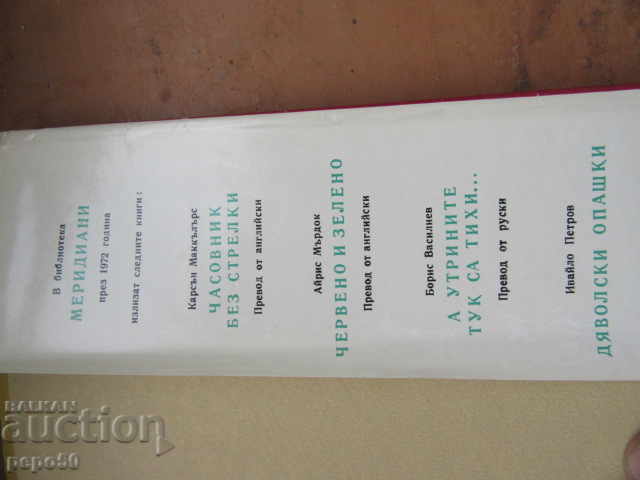 В библиотека
МЕРИДИАНИ
през 1972 година
излизат следните книги:
Карсън Маккълърс
ЧАСОВНИК
БЕЗ СТРЕЛКИ
Превод от английски
Айрис Мърдок
ЧЕРВЕНО И ЗЕЛЕНО
Превод от английски
Борис Василиев
А УТРИНИТЕ
ТУК СА ТИХИ...
Превод от руски
Ивайло Петров
ДЯВОЛСКИ ОПАШКИ
BALKAN
auction
pepo50